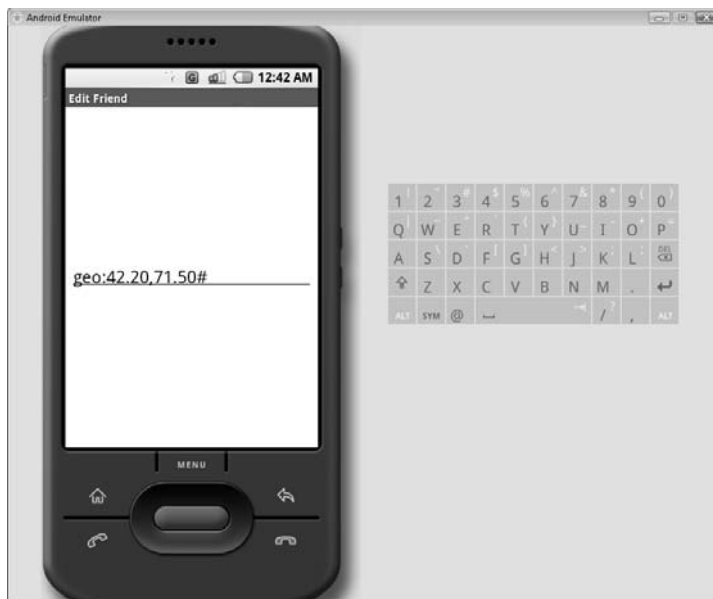 Android Emulator
G 12:42 AM
Edit Friend
geo:42.20,71.50#
MENU
1 ! 2 " 3 # 4 $ 5 % 6 ^ 7 & 8 * 9 ( 0 )
Q W E R T { Y } U I O P
A S \ D F [ G ] H < J > K L DEL
Z X C V B N M .
ALT SYM @ / ? , ALT